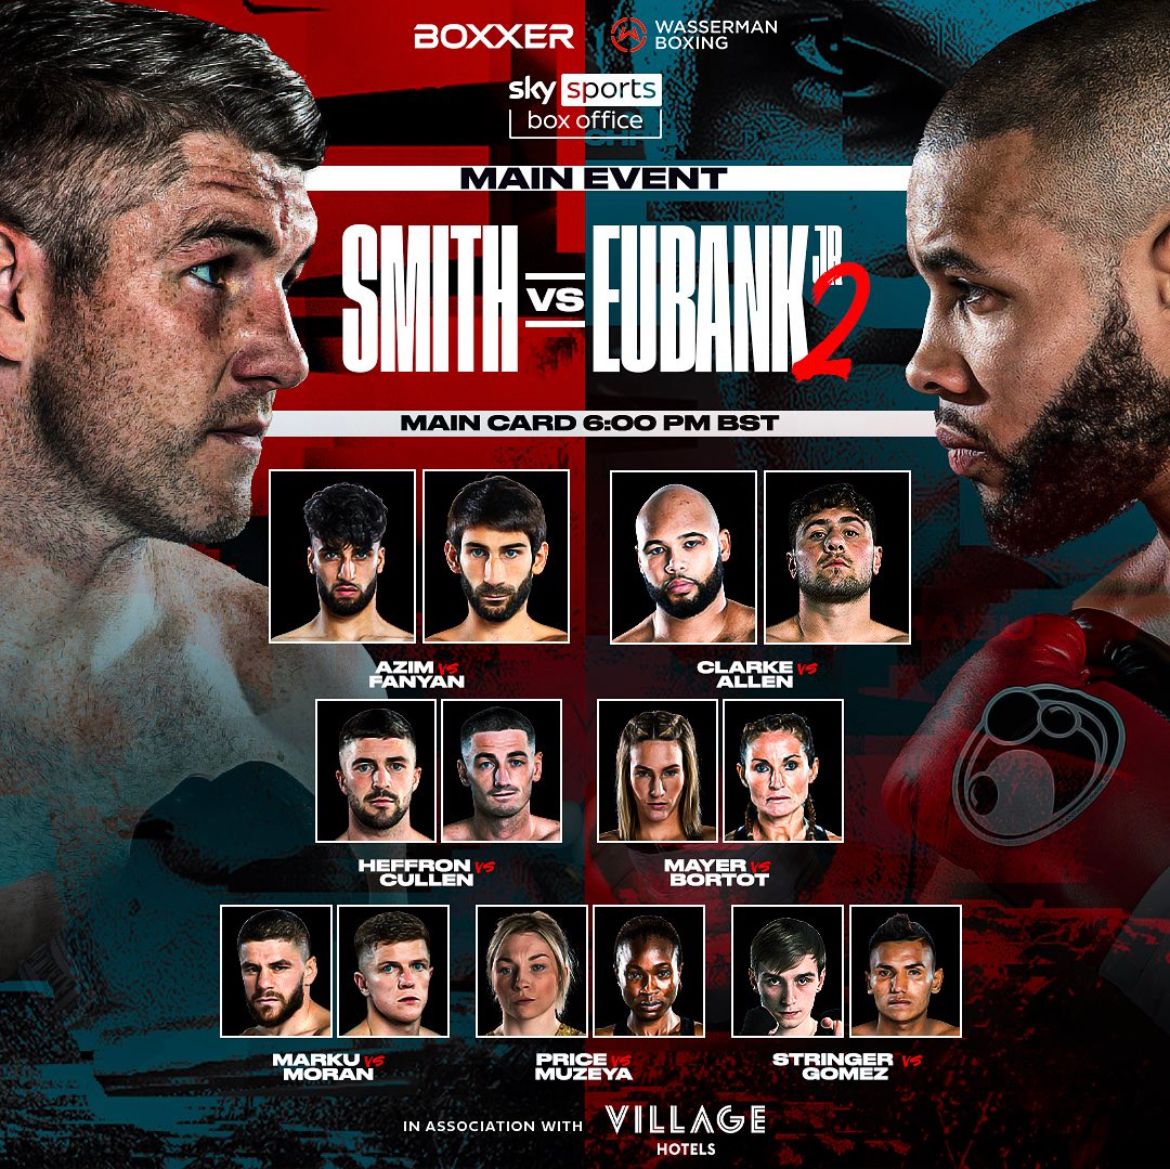 BOXXER
WASSERMAN
BOXING
sky sports
box office
MAIN EVENT
SMITH VS EUBANK JR 2
MAIN CARD 6:00 PM BST
AZIM VS
FANYAN
CLARKE VS
ALLEN
HEFFRON VS
CULLEN
MAYER VS
BORTOT
MARKU VS
MORAN
PRICE VS
MUZEYA
STRINGER VS
GOMEZ
IN ASSOCIATION WITH VILLAGE
HOTELS